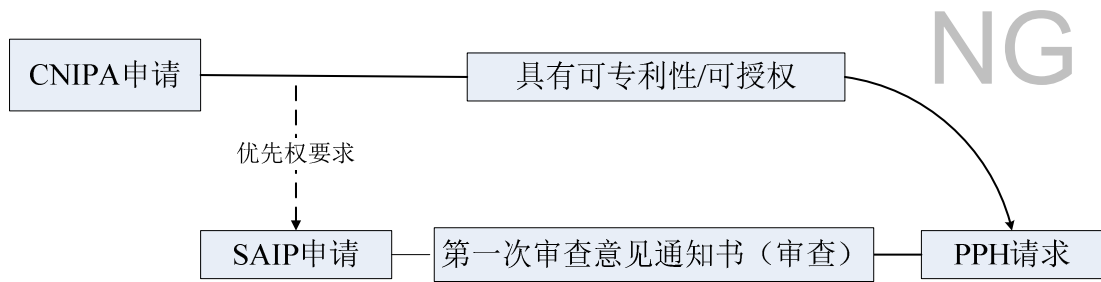 NG
CNIPA申请
具有可专利性/可授权
优先权要求
SAIP申请
第一次审查意见通知书（审查）
PPH请求